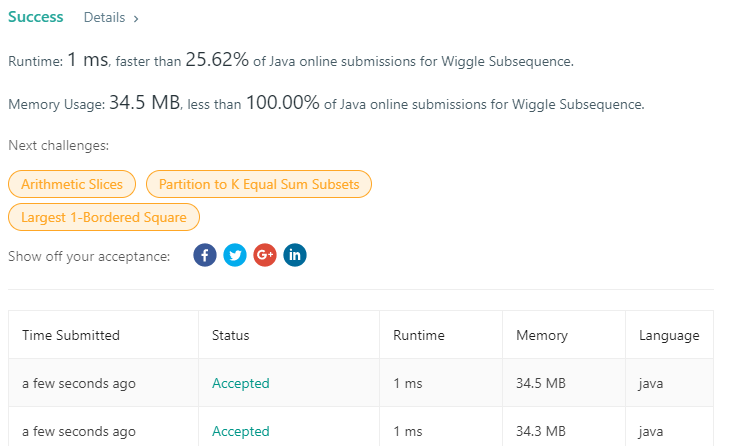 Success Details ›
Runtime: 1 ms, faster than 25.62% of Java online submissions for Wiggle Subsequence.
Memory Usage: 34.5 MB, less than 100.00% of Java online submissions for Wiggle Subsequence.
Next challenges:
Arithmetic Slices Partition to K Equal Sum Subsets
Largest 1-Bordered Square
Show off your acceptance: f G+ in
Time Submitted Status Runtime Memory Language
a few seconds ago Accepted 1 ms 34.5 MB java
a few seconds ago Accepted 1 ms 34.3 MB java